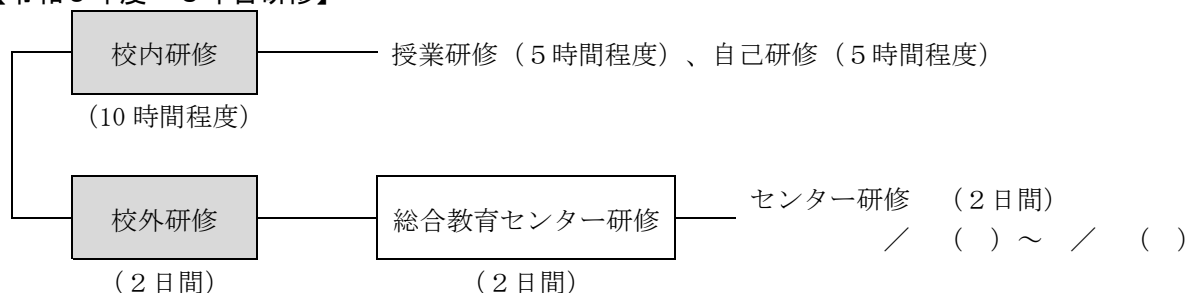 校内研修 授業研修（５時間程度）、自己研修（５時間程度）
（10 時間程度）
校外研修 総合教育センター研修 センター研修　（２日間）
／　（　）～　／　（　）
（２日間） （２日間）